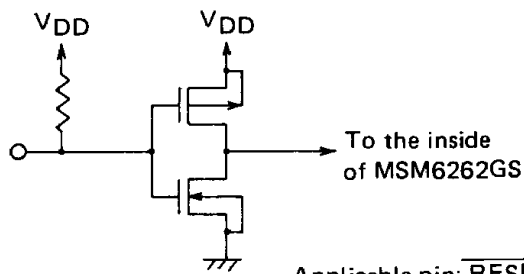 VDD
VDD
To the inside
of MSM6262GS
Applicable pin: